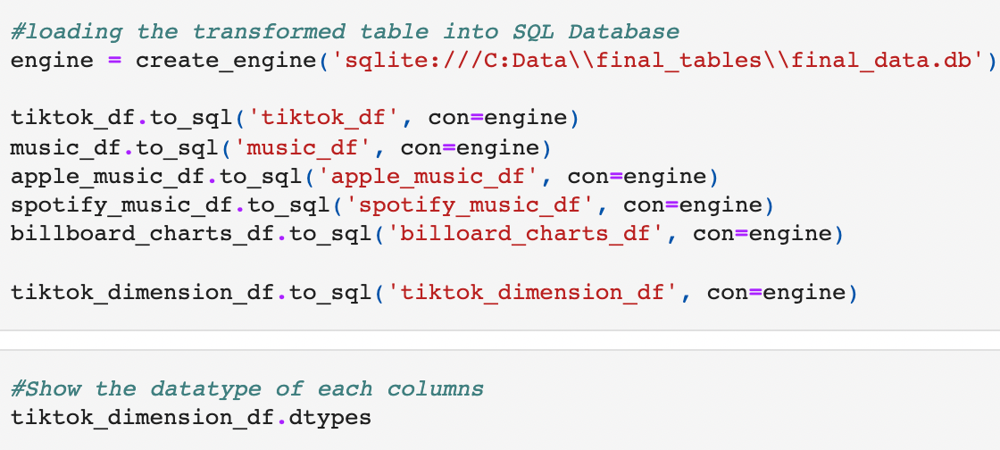 #loading the transformed table into SQL Database
engine = create_engine('sqlite:///C:Data\\final_tables\\final_data.db')
tiktok_df.to_sql('tiktok_df', con=engine)
music_df.to_sql('music_df', con=engine)
apple_music_df.to_sql('apple_music_df', con=engine)
spotify_music_df.to_sql('spotify_music_df', con=engine)
billboard_charts_df.to_sql('billoard_charts_df', con=engine)
tiktok_dimension_df.to_sql('tiktok_dimension_df', con=engine)
#Show the datatype of each columns
tiktok_dimension_df.dtypes